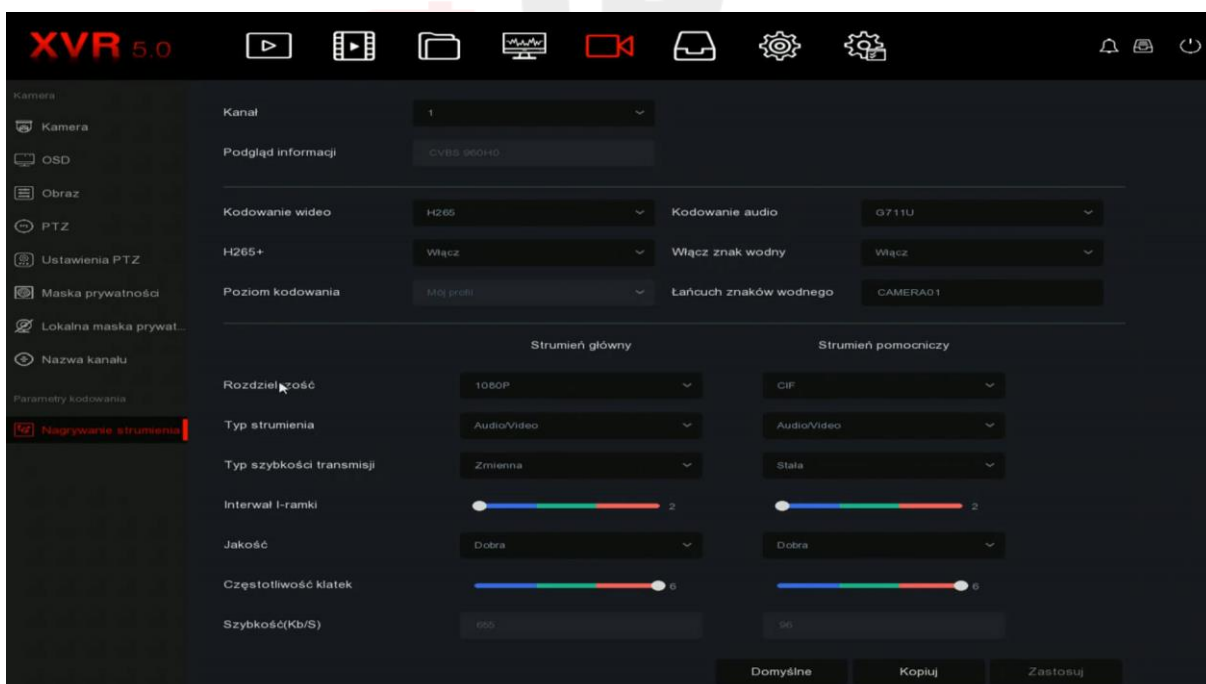 XVR 5.0
Kamera
Kamera
OSD
Obraz
PTZ
Ustawienia PTZ
Maska prywatności
Lokalna maska prywat...
Nazwa kanału
Parametry kodowania
Nagrywanie strumienia
Kanał 1
Podgląd informacji CVBS 960H0
Kodowanie wideo H265 Kodowanie audio G711U
H265+ Włącz Włącz znak wodny Włącz
Poziom kodowania Mój profil Łańcuch znaków wodnego CAMERA01
Strumień główny Strumień pomocniczy
Rozdzielczość 1080P CIF
Typ strumienia Audio/Video Audio/Video
Typ szybkości transmisji Zmienna Stała
Interwał I-ramki 2 2
Jakość Dobra Dobra
Częstotliwość klatek 6 6
Szybkość(Kb/S) 96
Domyślne Kopiuj Zastosuj